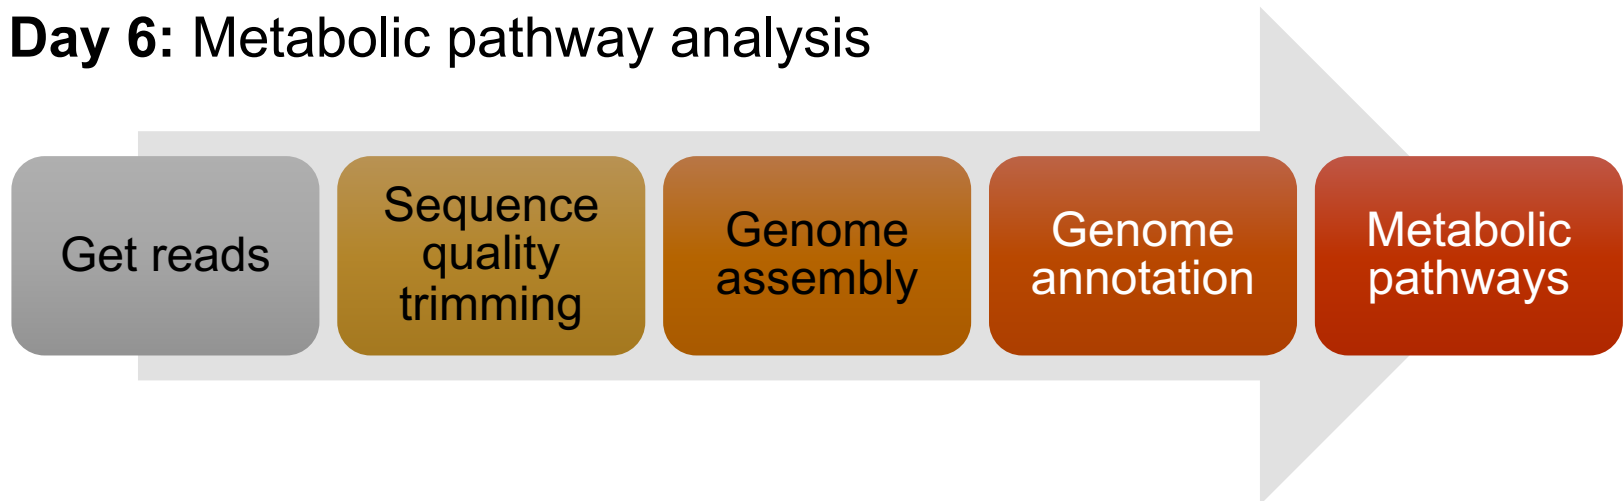 Day 6: Metabolic pathway analysis
Get reads
Sequence
quality
trimming
Genome
assembly
Genome
annotation
Metabolic
pathways